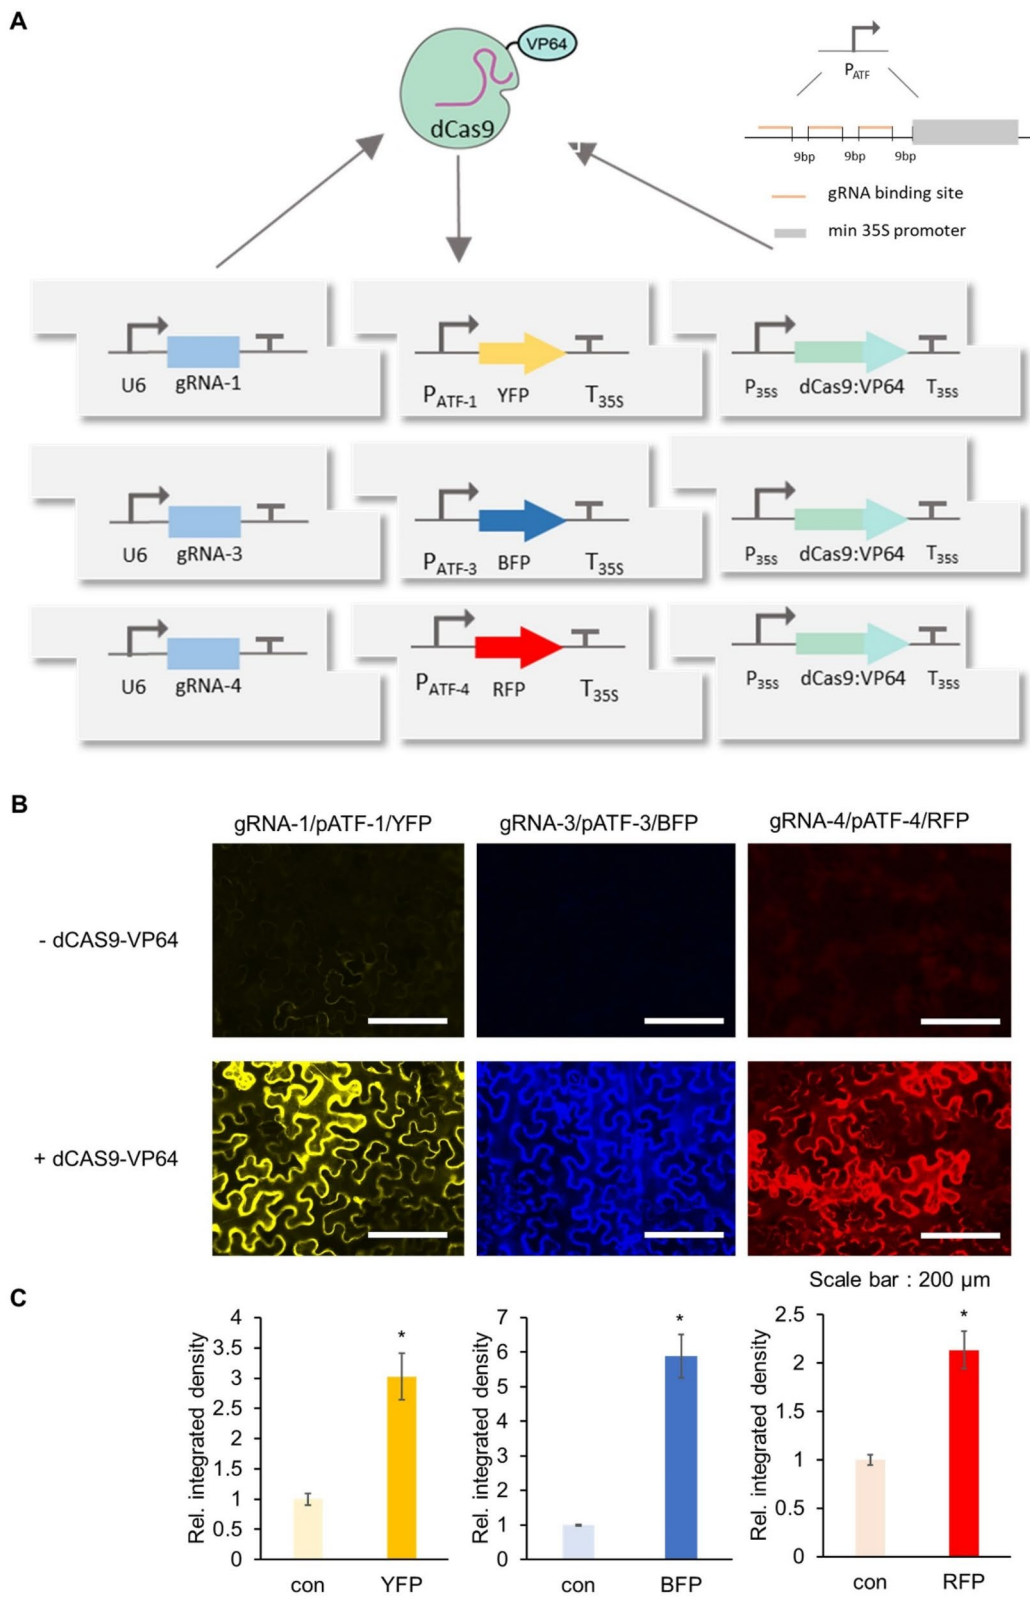 A
VP64
dCas9
PATF
9bp 9bp 9bp
gRNA binding site
min 35S promoter
U6 gRNA-1
PATF-1 YFP T35S
P35S dCas9:VP64 T35S
U6 gRNA-3
PATF-3 BFP T35S
P35S dCas9:VP64 T35S
U6 gRNA-4
PATF-4 RFP T35S
P35S dCas9:VP64 T35S
B
gRNA-1/pATF-1/YFP gRNA-3/pATF-3/BFP gRNA-4/pATF-4/RFP
- dCAS9-VP64
+ dCAS9-VP64
Scale bar : 200 µm
C
Rel. integrated density
4
3.5
3
2.5
2
1.5
1
0.5
0
*
con YFP
Rel. integrated density
7
6
5
4
3
2
1
0
*
con BFP
Rel. integrated density
2.5
2
1.5
1
0.5
0
*
con RFP